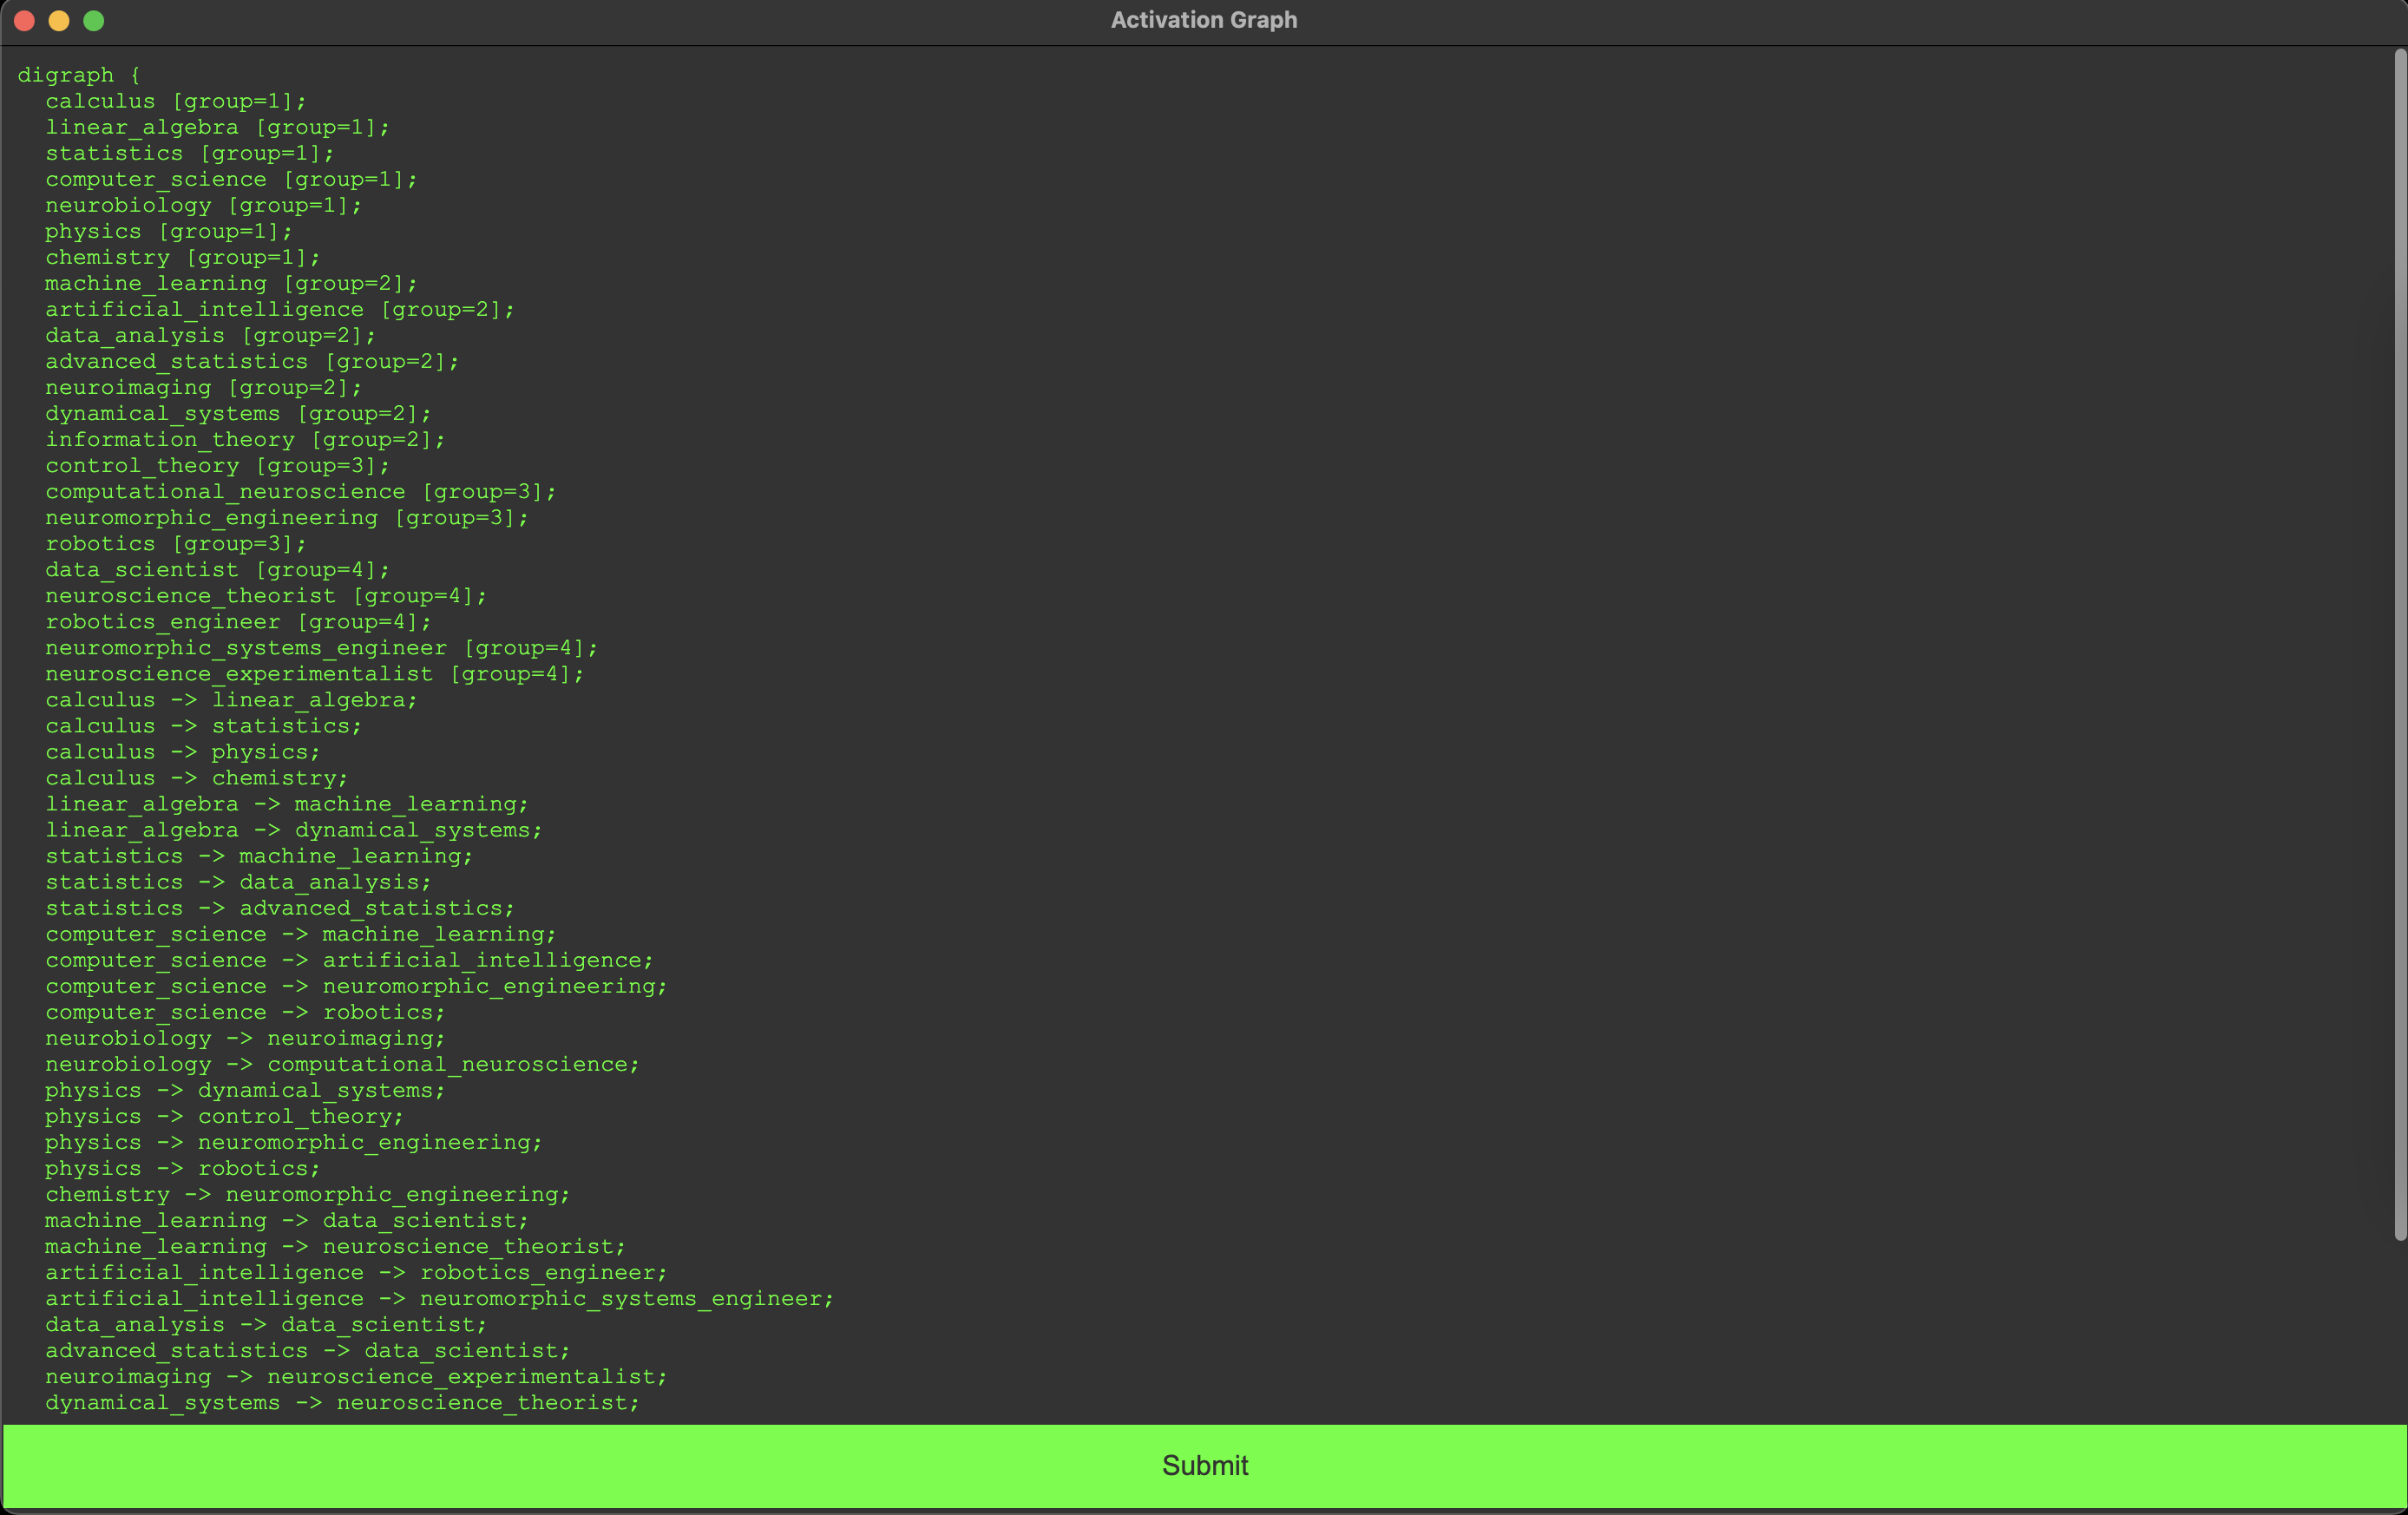 Activation Graph
digraph {
calculus [group=1];
linear_algebra [group=1];
statistics [group=1];
computer_science [group=1];
neurobiology [group=1];
physics [group=1];
chemistry [group=1];
machine_learning [group=2];
artificial_intelligence [group=2];
data_analysis [group=2];
advanced_statistics [group=2];
neuroimaging [group=2];
dynamical_systems [group=2];
information_theory [group=2];
control_theory [group=3];
computational_neuroscience [group=3];
neuromorphic_engineering [group=3];
robotics [group=3];
data_scientist [group=4];
neuroscience_theorist [group=4];
robotics_engineer [group=4];
neuromorphic_systems_engineer [group=4];
neuroscience_experimentalist [group=4];
calculus -> linear_algebra;
calculus -> statistics;
calculus -> physics;
calculus -> chemistry;
linear_algebra -> machine_learning;
linear_algebra -> dynamical_systems;
statistics -> machine_learning;
statistics -> data_analysis;
statistics -> advanced_statistics;
computer_science -> machine_learning;
computer_science -> artificial_intelligence;
computer_science -> neuromorphic_engineering;
computer_science -> robotics;
neurobiology -> neuroimaging;
neurobiology -> computational_neuroscience;
physics -> dynamical_systems;
physics -> control_theory;
physics -> neuromorphic_engineering;
physics -> robotics;
chemistry -> neuromorphic_engineering;
machine_learning -> data_scientist;
machine_learning -> neuroscience_theorist;
artificial_intelligence -> robotics_engineer;
artificial_intelligence -> neuromorphic_systems_engineer;
data_analysis -> data_scientist;
advanced_statistics -> data_scientist;
neuroimaging -> neuroscience_experimentalist;
dynamical_systems -> neuroscience_theorist;
Submit